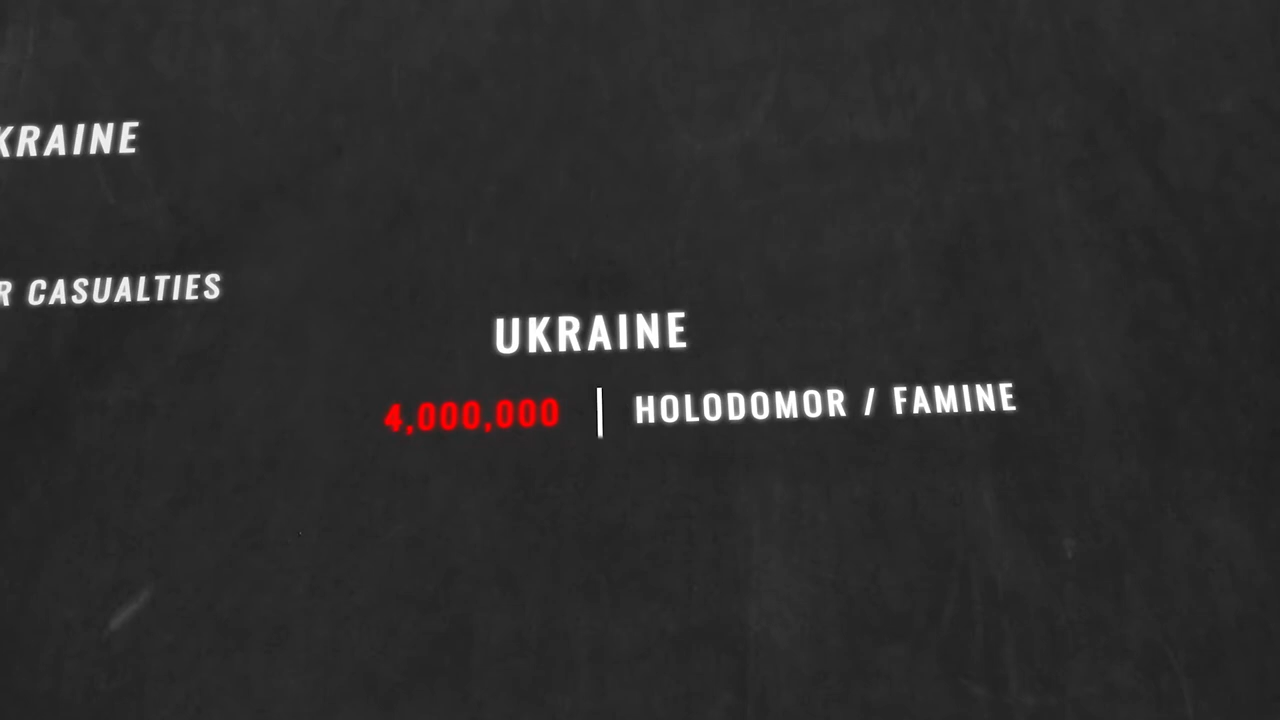 KRAINE
R CASUALTIES
UKRAINE
4,000,000 | HOLODOMOR / FAMINE